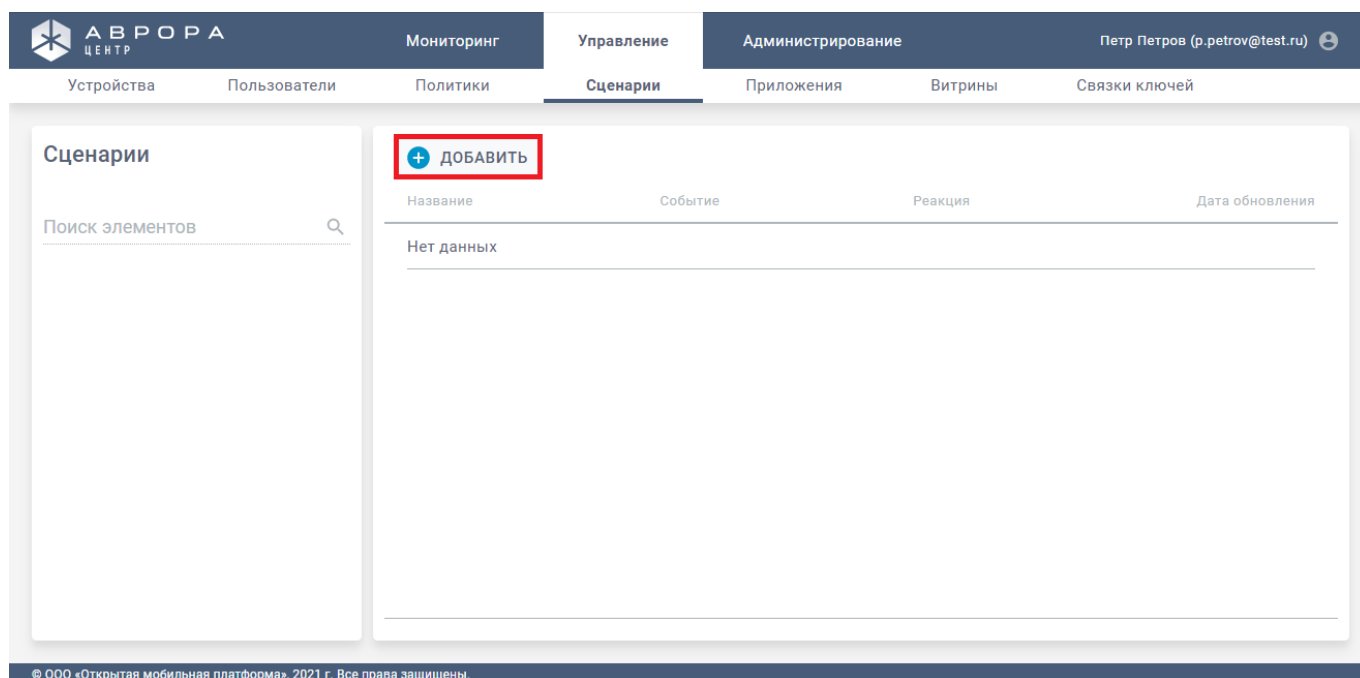 АВРОРА
ЦЕНТР
Мониторинг Управление Администрирование Петр Петров (p.petrov@test.ru)
Устройства Пользователи Политики Сценарии Приложения Витрины Связки ключей
Сценарии
ДОБАВИТЬ
Название Событие Реакция Дата обновления
Поиск элементов
Нет данных
© ООО «Открытая мобильная платформа», 2021 г. Все права защищены.